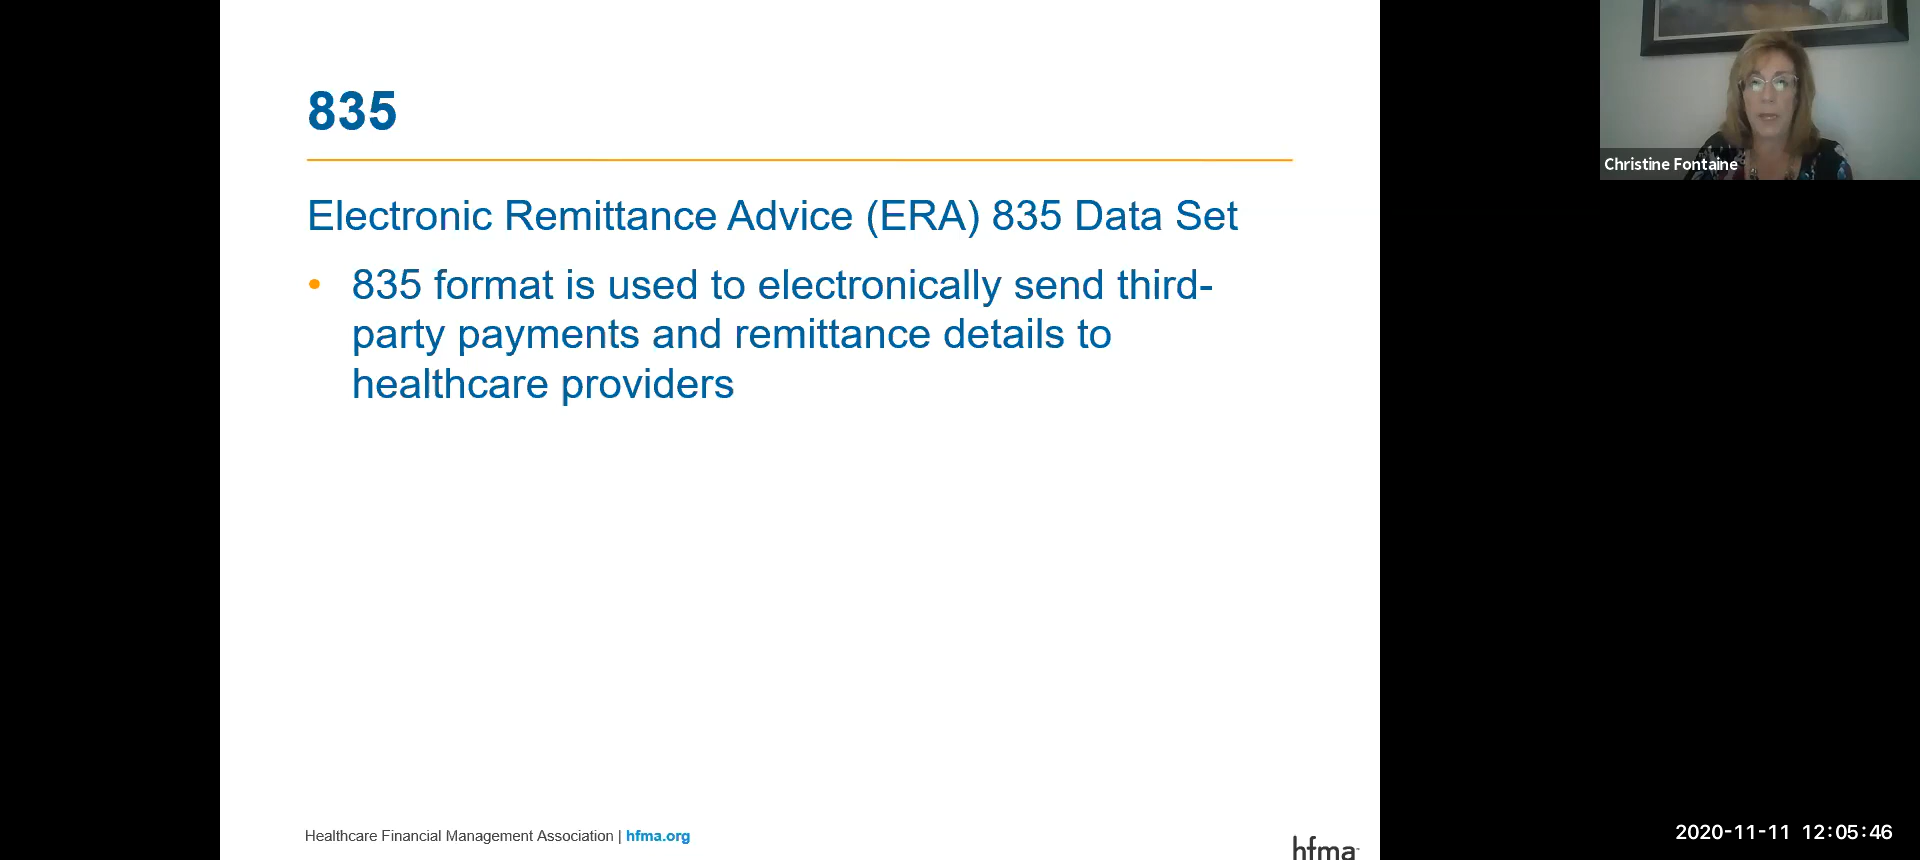 835
Electronic Remittance Advice (ERA) 835 Data Set
• 835 format is used to electronically send third-
party payments and remittance details to
healthcare providers
Healthcare Financial Management Association | hfma.org
hfma
Christine Fontaine
2020-11-11 12:05:46